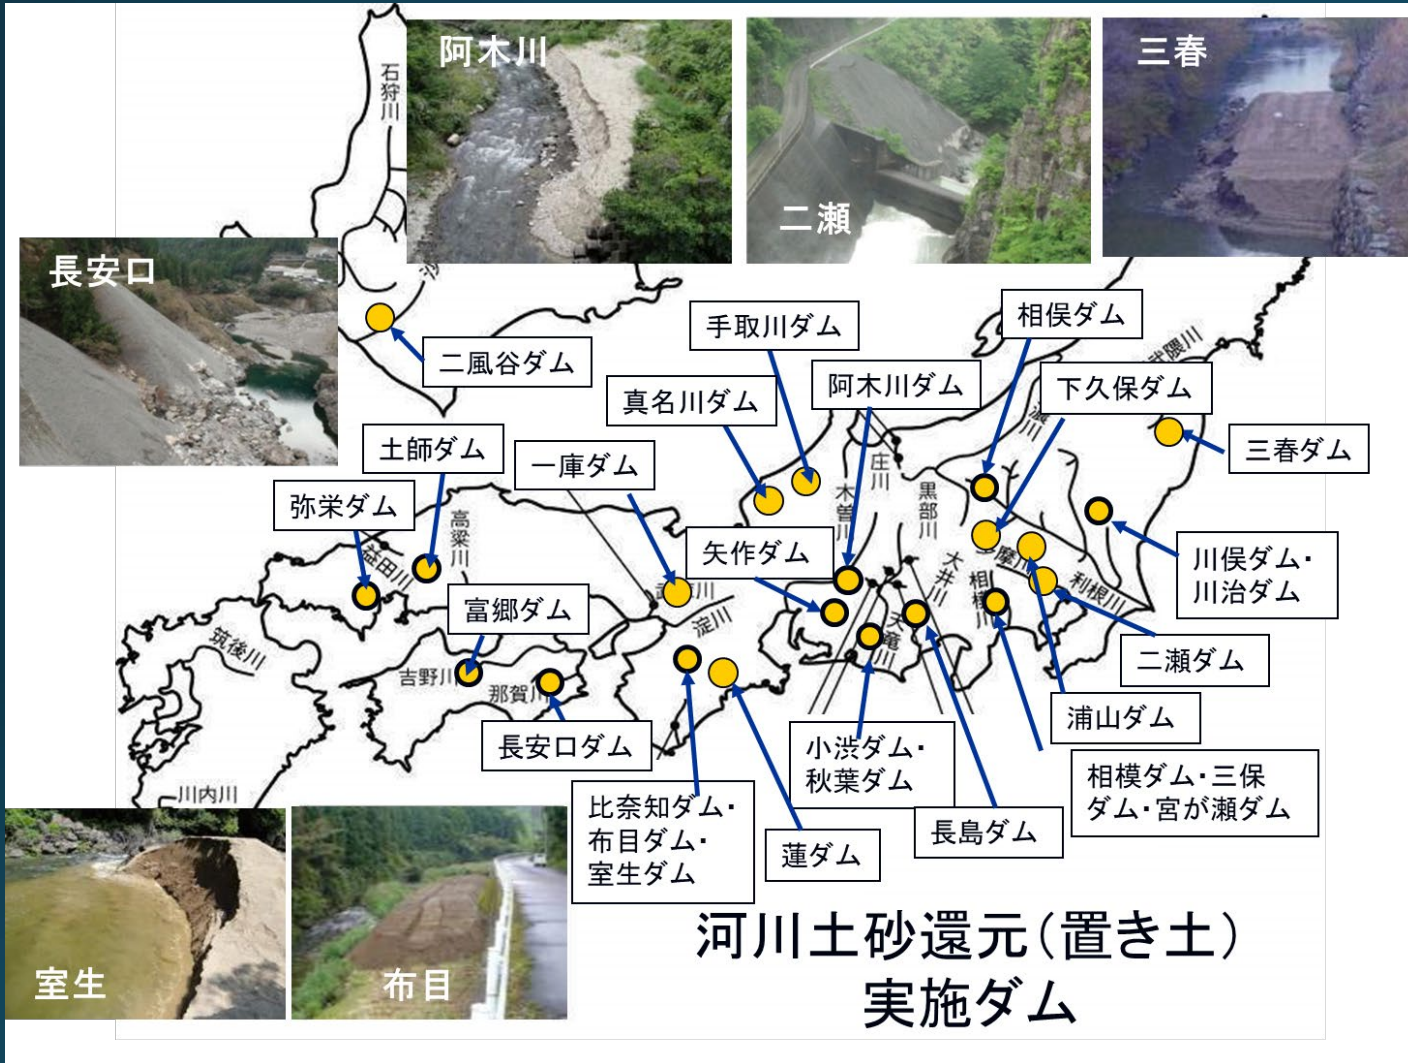 阿木川
二瀬
三春
長安口
石狩川
二風谷ダム
手取川ダム
相俣ダム
真名川ダム
阿木川ダム
下久保ダム
三春ダム
土師ダム
一庫ダム
弥栄ダム
高梁川
益田川
庄川
木曽川
黒部川
矢作ダム
大井川
相模川
利根川
川俣ダム・
川治ダム
富郷ダム
淀川
天竜川
筑後川
吉野川
那賀川
二瀬ダム
浦山ダム
長安口ダム
小渋ダム・
秋葉ダム
相模ダム・三保
ダム・宮が瀬ダム
川内川
比奈知ダム・
布目ダム・
室生ダム
蓮ダム
長島ダム
室生
布目
河川土砂還元(置き土)
実施ダム